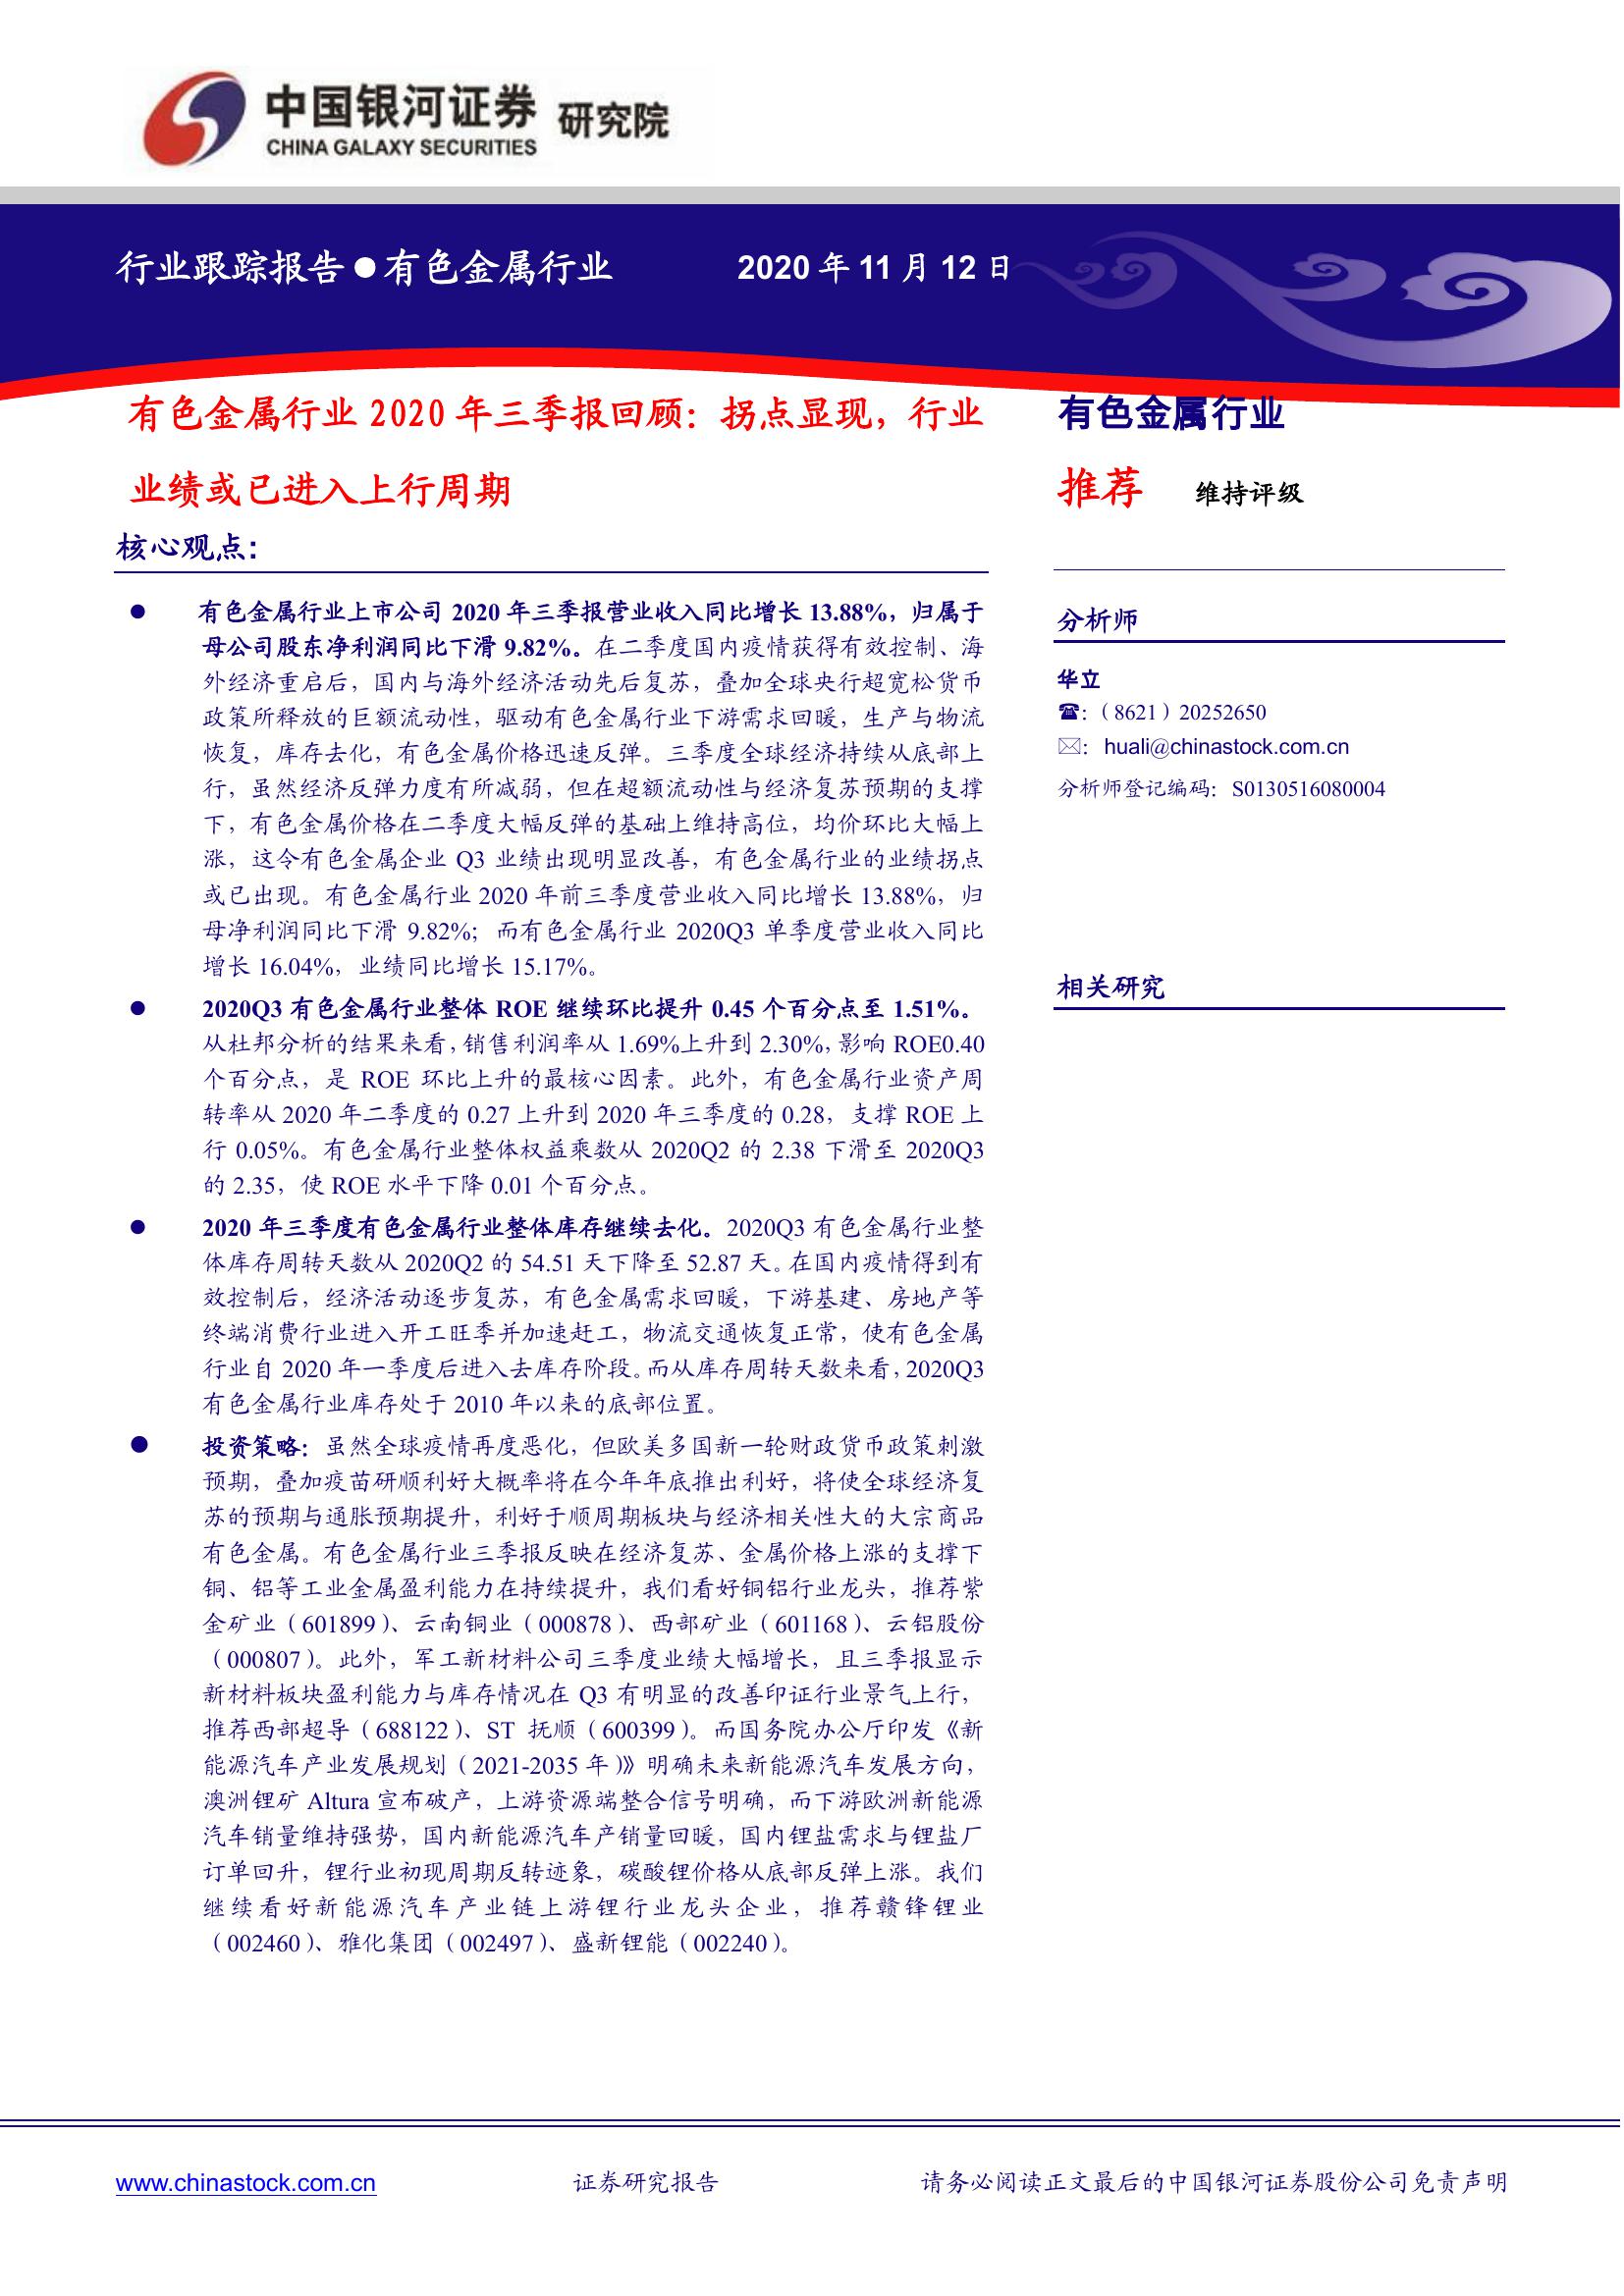 中国银河证券 研究院
CHINA GALAXY SECURITIES
行业跟踪报告●有色金属行业 2020 年 11 月 12 日
有色金属行业 2020 年三季报回顾：拐点显现，行业
业绩或已进入上行周期
核心观点：
● 有色金属行业上市公司 2020 年三季报营业收入同比增长 13.88%，归属于
母公司股东净利润同比下滑 9.82%。在二季度国内疫情获得有效控制、海
外经济重启后，国内与海外经济活动先后复苏，叠加全球央行超宽松货币
政策所释放的巨额流动性，驱动有色金属行业下游需求回暖，生产与物流
恢复，库存去化，有色金属价格迅速反弹。三季度全球经济持续从底部上
行，虽然经济反弹力度有所减弱，但在超额流动性与经济复苏预期的支撑
下，有色金属价格在二季度大幅反弹的基础上维持高位，均价环比大幅上
涨，这令有色金属企业 Q3 业绩出现明显改善，有色金属行业的业绩拐点
或已出现。有色金属行业 2020 年前三季度营业收入同比增长 13.88%，归
母净利润同比下滑 9.82%；而有色金属行业 2020Q3 单季度营业收入同比
增长 16.04%，业绩同比增长 15.17%。
● 2020Q3 有色金属行业整体 ROE 继续环比提升 0.45 个百分点至 1.51%。
从杜邦分析的结果来看，销售利润率从 1.69%上升到 2.30%，影响 ROE0.40
个百分点，是 ROE 环比上升的最核心因素。此外，有色金属行业资产周
转率从 2020 年二季度的 0.27 上升到 2020 年三季度的 0.28，支撑 ROE 上
行 0.05%。有色金属行业整体权益乘数从 2020Q2 的 2.38 下滑至 2020Q3
的 2.35，使 ROE 水平下降 0.01 个百分点。
● 2020 年三季度有色金属行业整体库存继续去化。2020Q3 有色金属行业整
体库存周转天数从 2020Q2 的 54.51 天下降至 52.87 天。在国内疫情得到有
效控制后，经济活动逐步复苏，有色金属需求回暖，下游基建、房地产等
终端消费行业进入开工旺季并加速赶工，物流交通恢复正常，使有色金属
行业自 2020 年一季度后进入去库存阶段。而从库存周转天数来看，2020Q3
有色金属行业库存处于 2010 年以来的底部位置。
● 投资策略：虽然全球疫情再度恶化，但欧美多国新一轮财政货币政策刺激
预期，叠加疫苗研顺利好大概率将在今年年底推出利好，将使全球经济复
苏的预期与通胀预期提升，利好于顺周期板块与经济相关性大的大宗商品
有色金属。有色金属行业三季报反映在经济复苏、金属价格上涨的支撑下
铜、铝等工业金属盈利能力在持续提升，我们看好铜铝行业龙头，推荐紫
金矿业（601899）、云南铜业（000878）、西部矿业（601168）、云铝股份
（000807）。此外，军工新材料公司三季度业绩大幅增长，且三季报显示
新材料板块盈利能力与库存情况在 Q3 有明显的改善印证行业景气上行，
推荐西部超导（688122）、ST 抚顺（600399）。而国务院办公厅印发《新
能源汽车产业发展规划（2021-2035 年）》明确未来新能源汽车发展方向，
澳洲锂矿 Altura 宣布破产，上游资源端整合信号明确，而下游欧洲新能源
汽车销量维持强势，国内新能源汽车产销量回暖，国内锂盐需求与锂盐厂
订单回升，锂行业初现周期反转迹象，碳酸锂价格从底部反弹上涨。我们
继续看好新能源汽车产业链上游锂行业龙头企业，推荐赣锋锂业
（002460）、雅化集团（002497）、盛新锂能（002240）。
有色金属行业
推荐 维持评级
分析师
华立
☎：（8621）20252650
✉：huali@chinastock.com.cn
分析师登记编码：S0130516080004
相关研究
www.chinastock.com.cn 证券研究报告 请务必阅读正文最后的中国银河证券股份公司免责声明